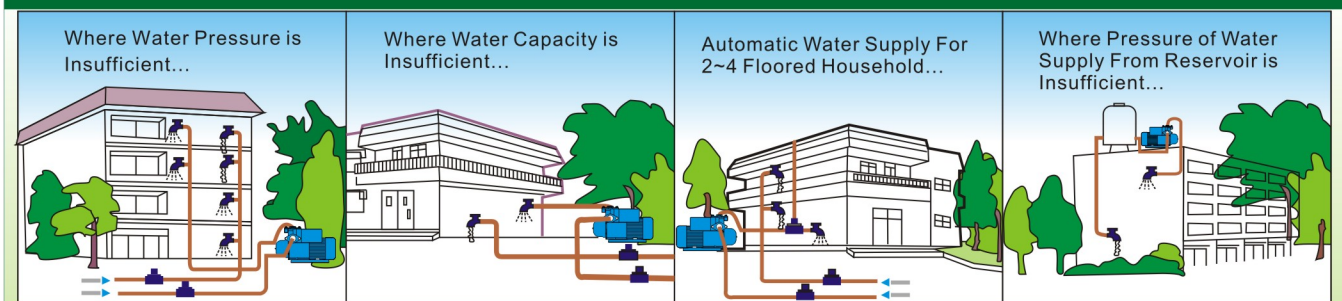 Where Water Pressure is
Insufficient...
Where Water Capacity is
Insufficient...
Automatic Water Supply For
2~4 Floored Household...
Where Pressure of Water
Supply From Reservoir is
Insufficient...